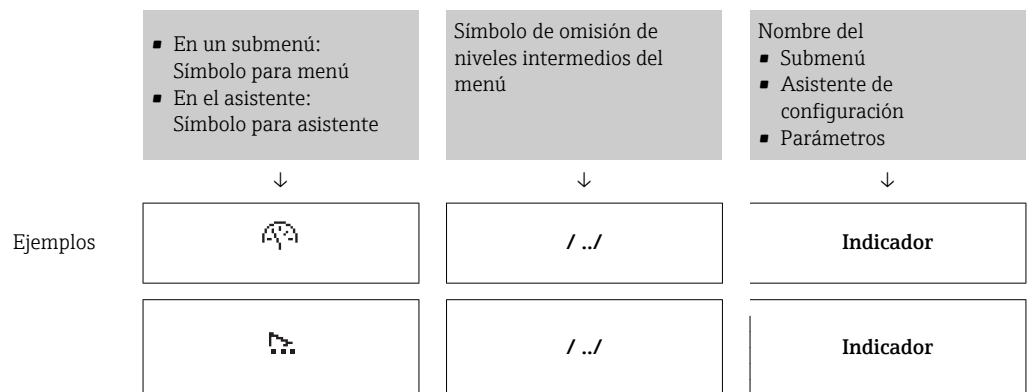 ▪ En un submenú:
Símbolo para menú
▪ En el asistente:
Símbolo para asistente
Símbolo de omisión de
niveles intermedios del
menú
Nombre del
▪ Submenú
▪ Asistente de
configuración
▪ Parámetros
↓ ↓ ↓
Ejemplos / ../ Indicador
/ ../ Indicador